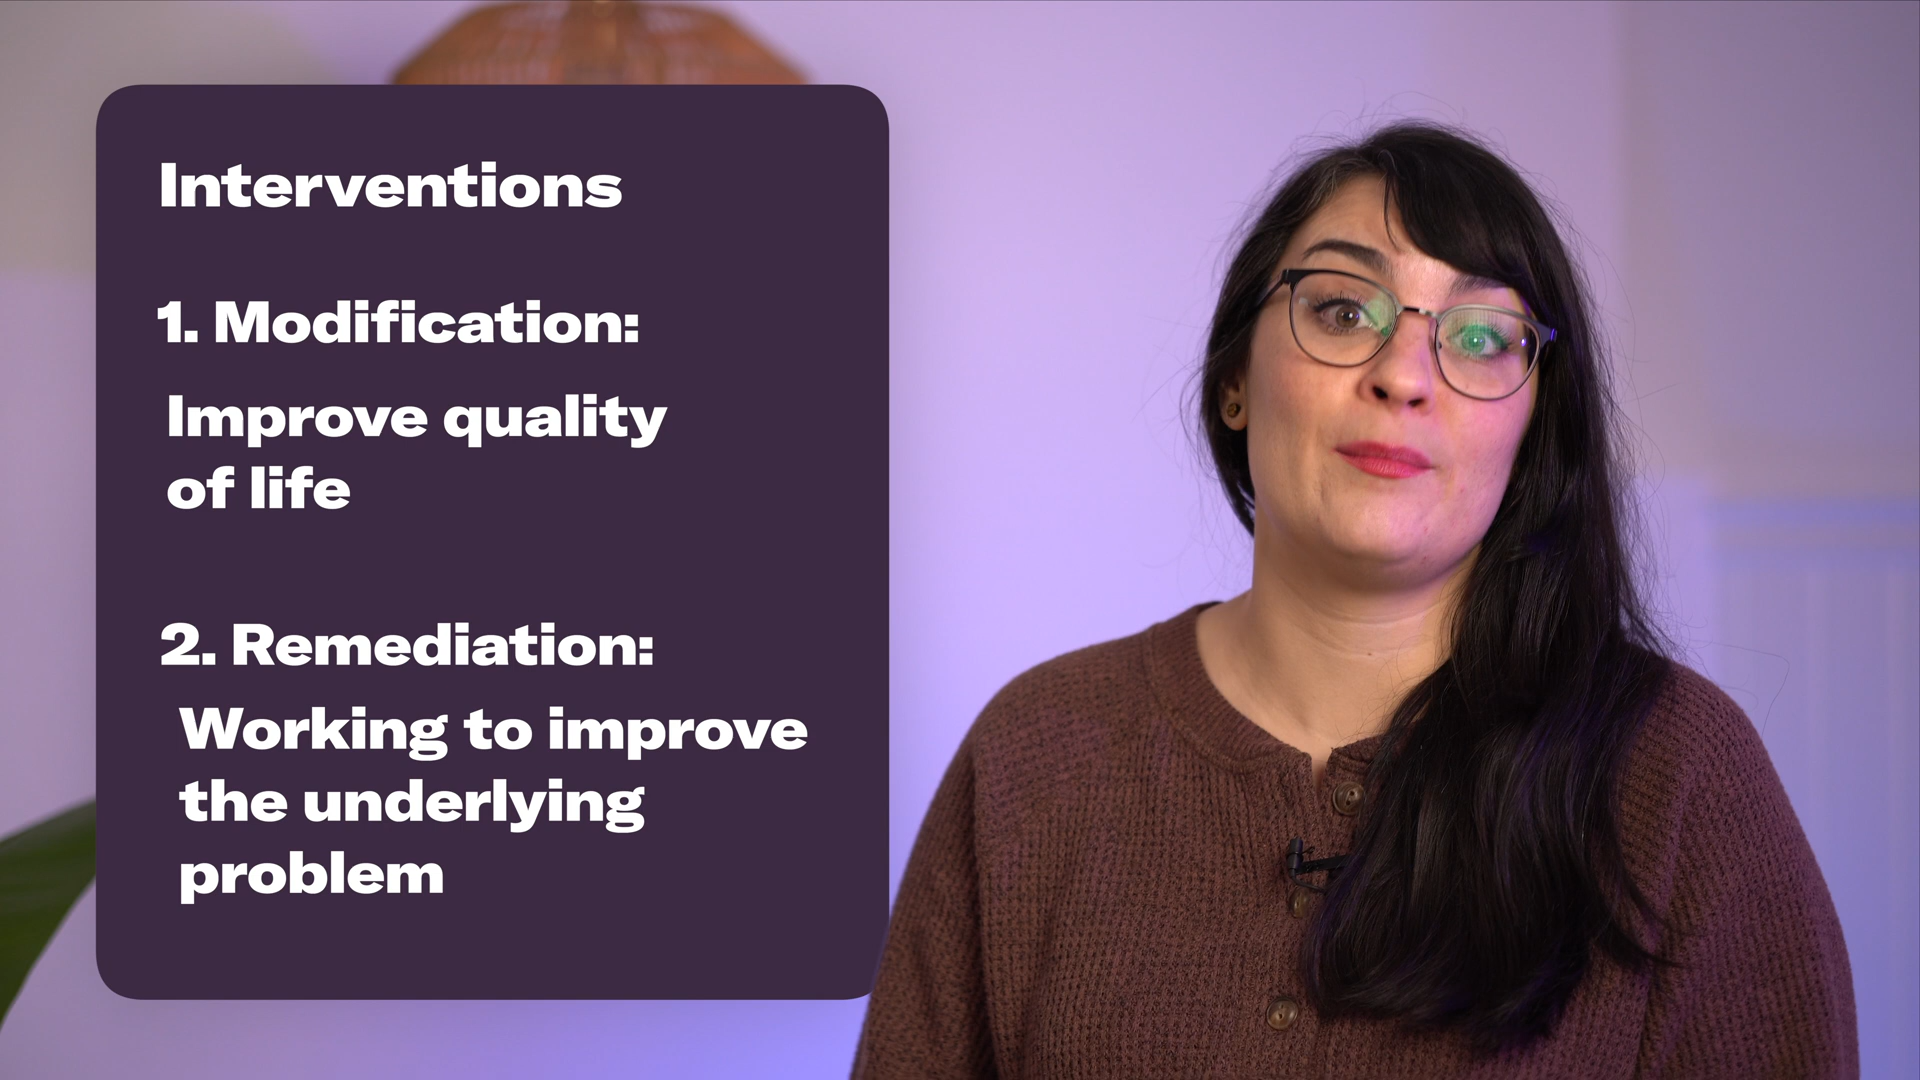 Interventions
1. Modification:
Improve quality
of life
2. Remediation:
Working to improve
the underlying
problem